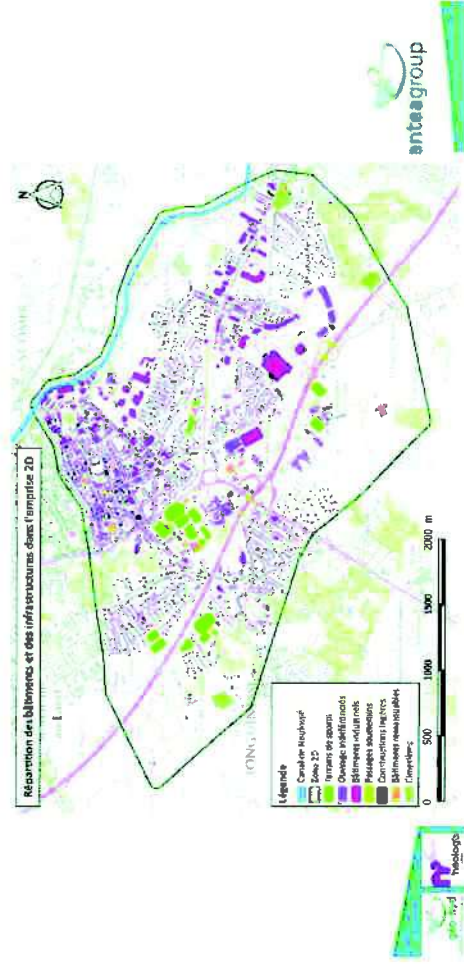 Répartition des bâtiments et des infrastructures dans l'emprise 2D
N
Légende
Canal de Neufossé
Zone 2D
Terrains de sports
Ouvrage indifférenciés
Bâtiments industriels
Passages souterrains
Constructions légères
Bâtiments remarquables
Cimetières
0 500 1000 1500 2000 m
anteagroup